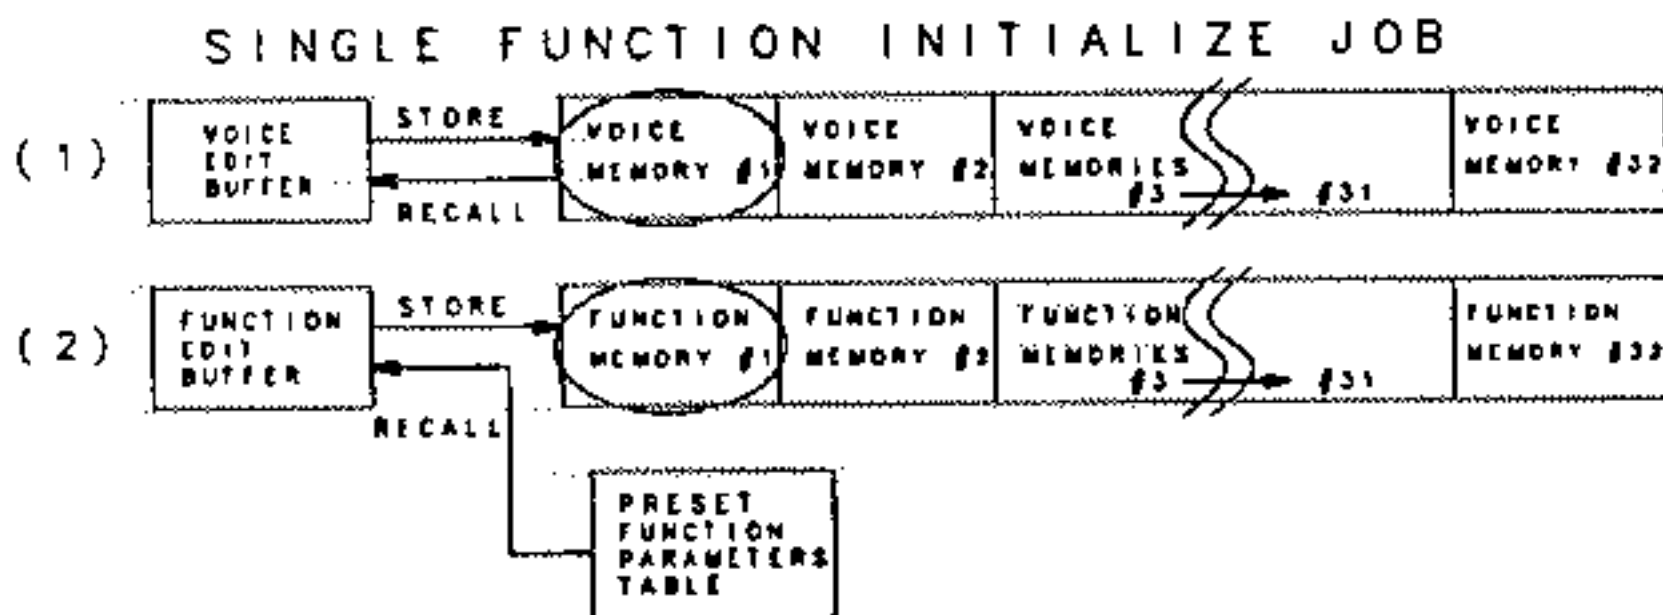 SINGLE FUNCTION INITIALIZE JOB
(1)
VOICE
EDIT
BUFFER
STORE
RECALL
VOICE
MEMORY #1
VOICE
MEMORY #2
VOICE
MEMORIES
#3 #31
VOICE
MEMORY #32
(2)
FUNCTION
EDIT
BUFFER
STORE
RECALL
FUNCTION
MEMORY #1
FUNCTION
MEMORY #2
FUNCTION
MEMORIES
#3 #31
FUNCTION
MEMORY #32
PRESET
FUNCTION
PARAMETERS
TABLE